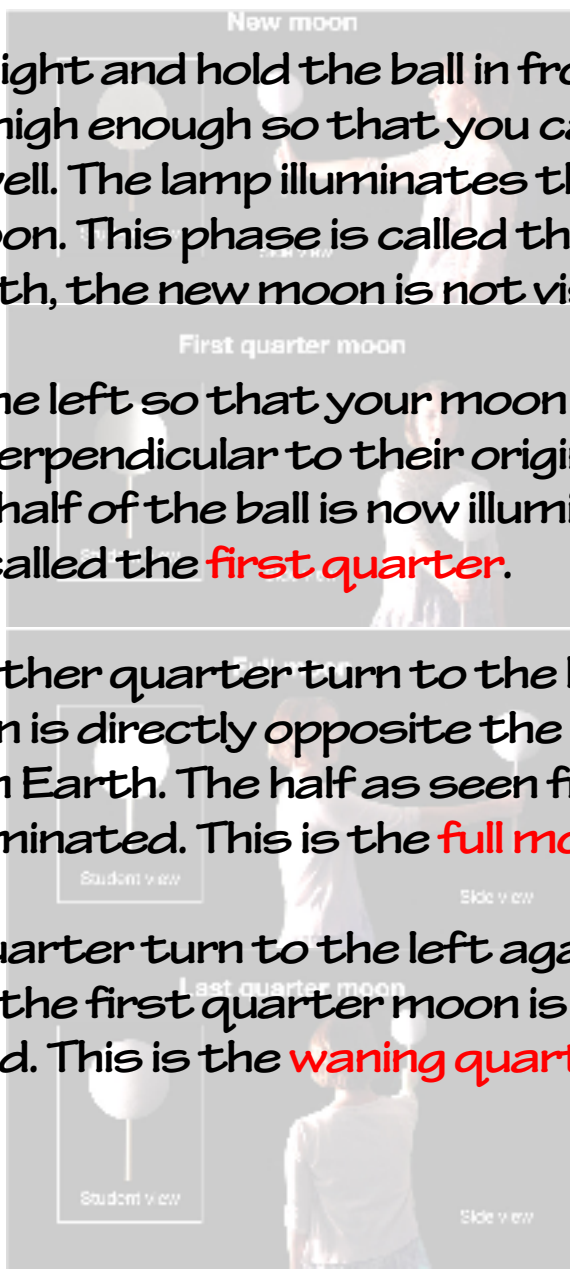 New moon
ight and hold the ball in fro
high enough so that you ca
ell. The lamp illuminates th
on. This phase is called th
th, the new moon is not vis
First quarter moon
he left so that your moon
erpendicular to their origi
half of the ball is now illumi
alled the first quarter.
ther quarter turn to the l
Full moon
n is directly opposite the
Earth. The half as seen f
minated. This is the full mo
Student view
Side view
uarter turn to the left aga
Last quarter moon
the first quarter moon is
d. This is the waning quart
Student view
Side view